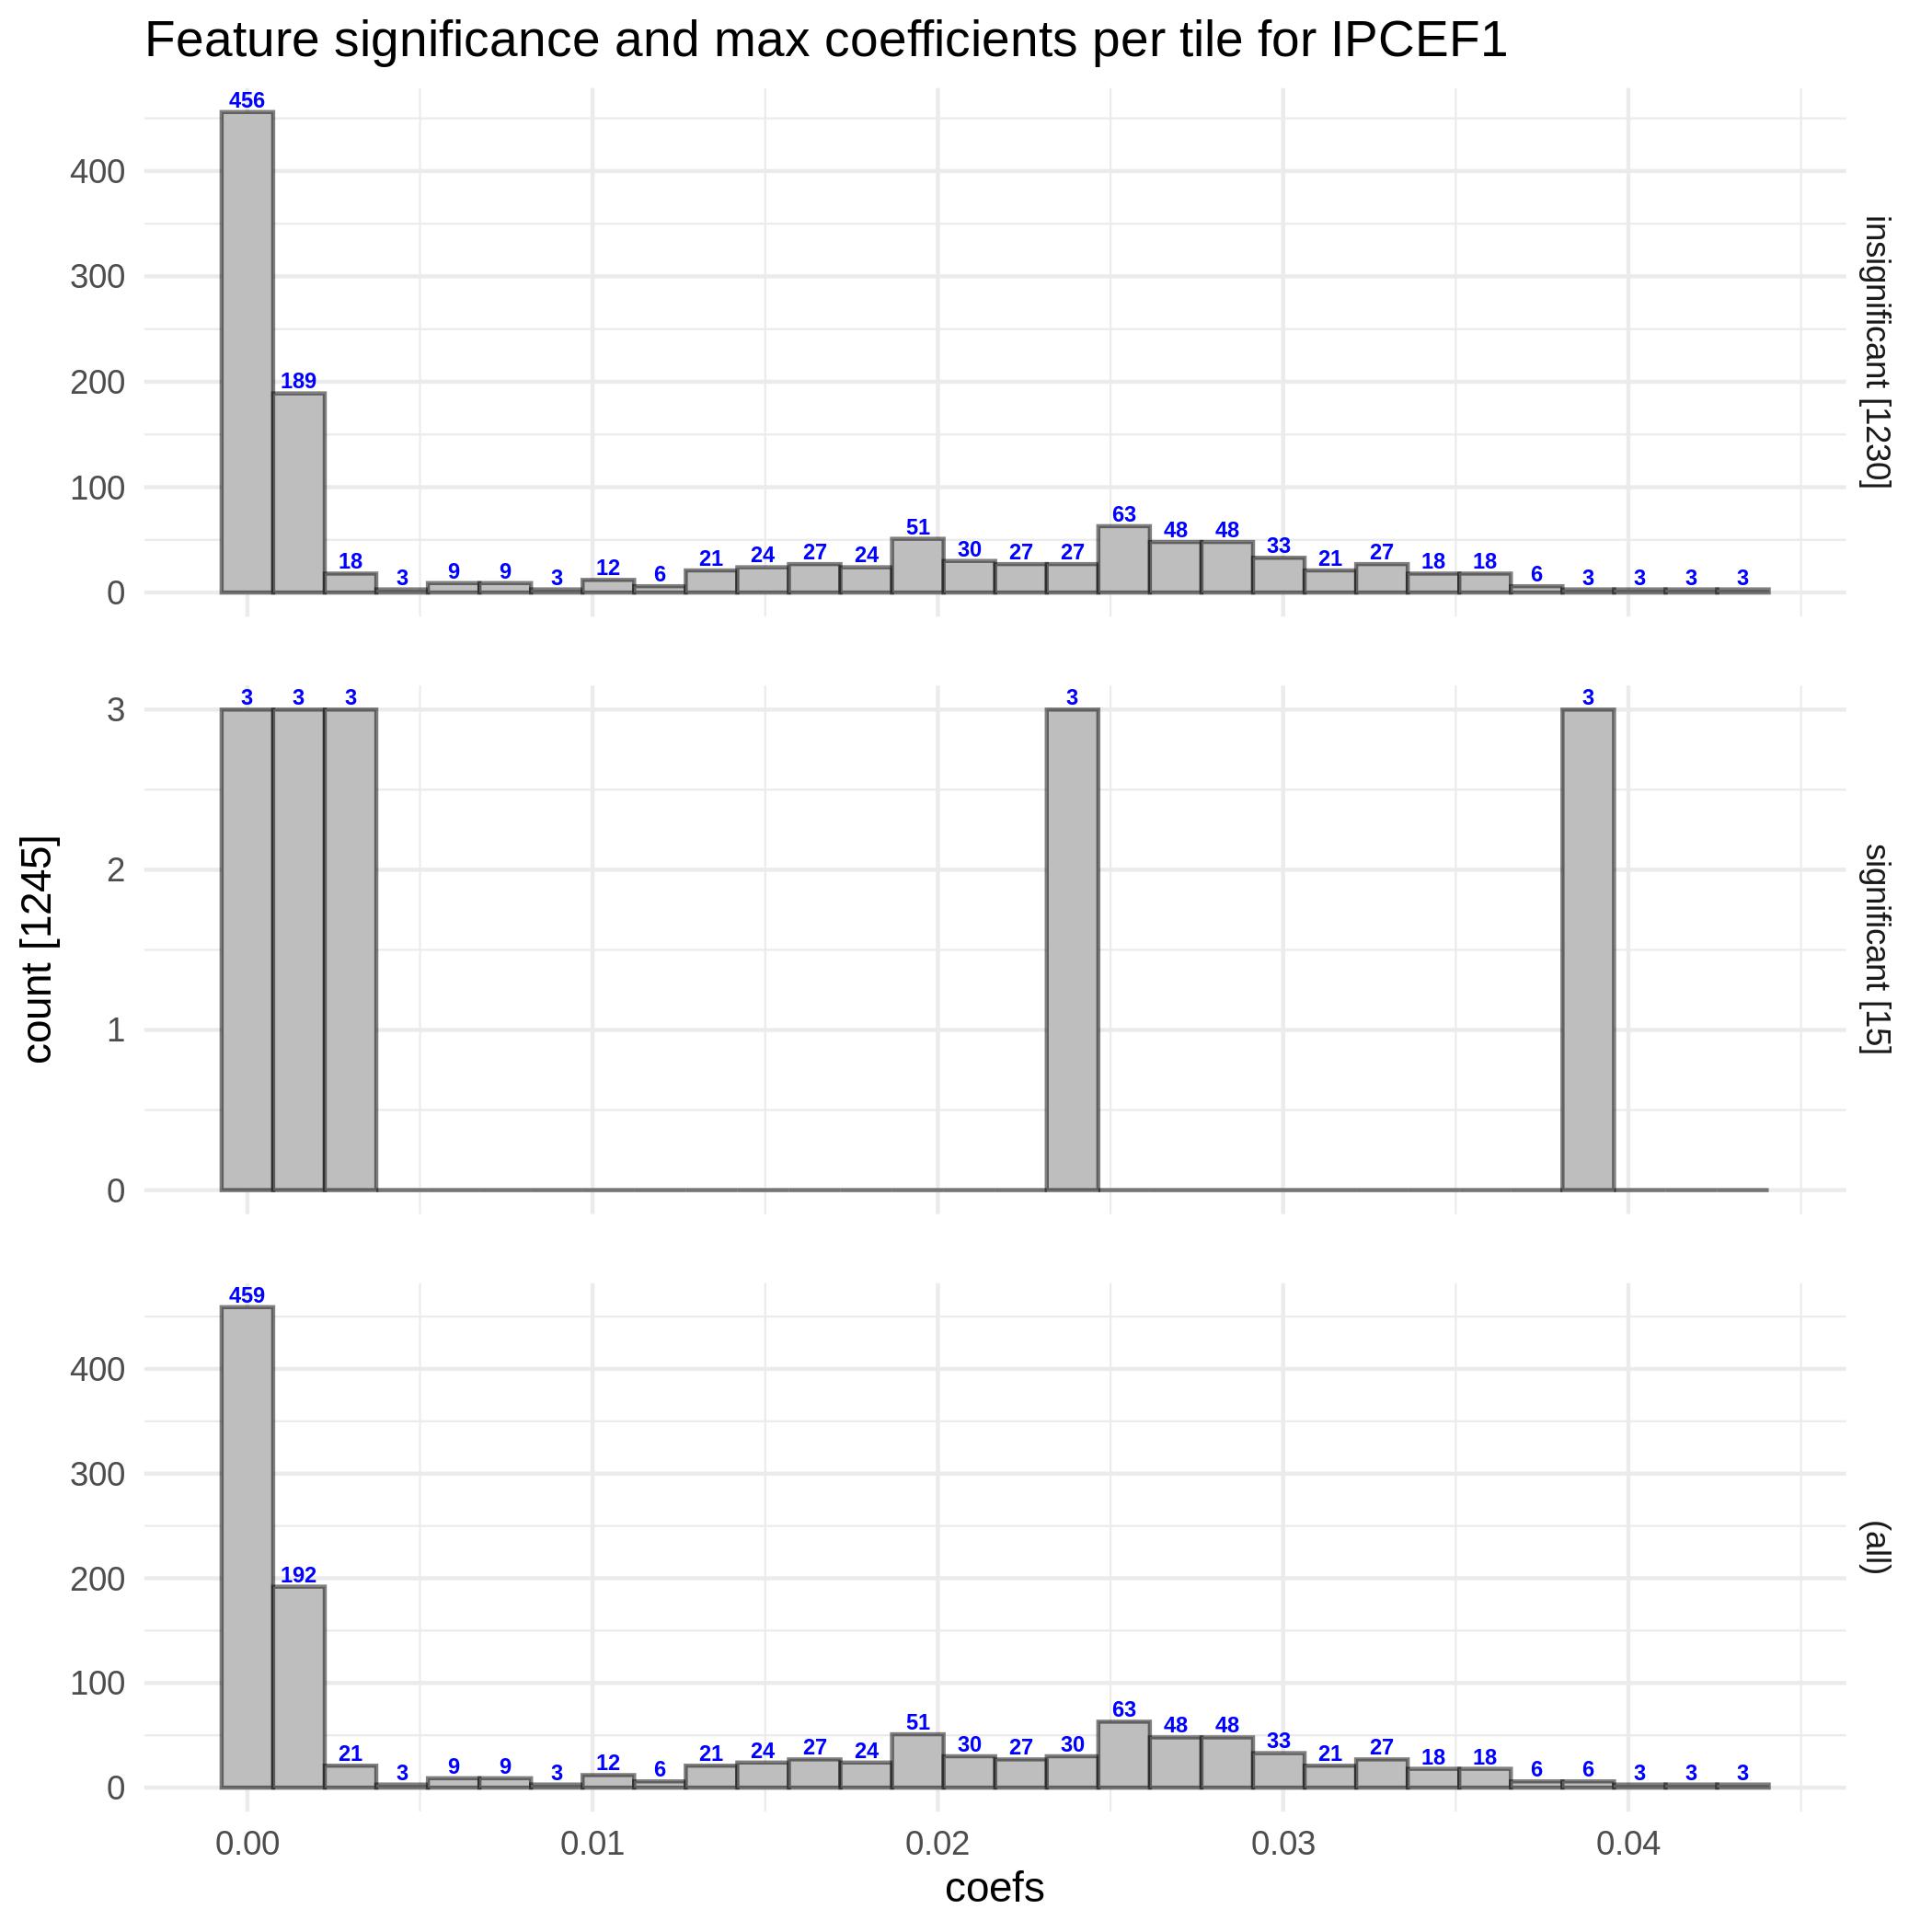 Feature significance and max coefficients per tile for IPCEF1
456
400
300
200
100
0
189 18 3 9 9 3 12 6 21 24 27 24 51 30 27 27 63 48 48 33 21 27 18 18 6 3 3 3 3
insignificant [1230]
3 3 3 3 3
3
2
1
0
significant [15]
count [1245]
459
400
300
200
100
0
192 21 3 9 9 3 12 6 21 24 27 24 51 30 27 30 63 48 48 33 21 27 18 18 6 6 3 3 3
(all)
0.00 0.01 0.02 0.03 0.04
coefs